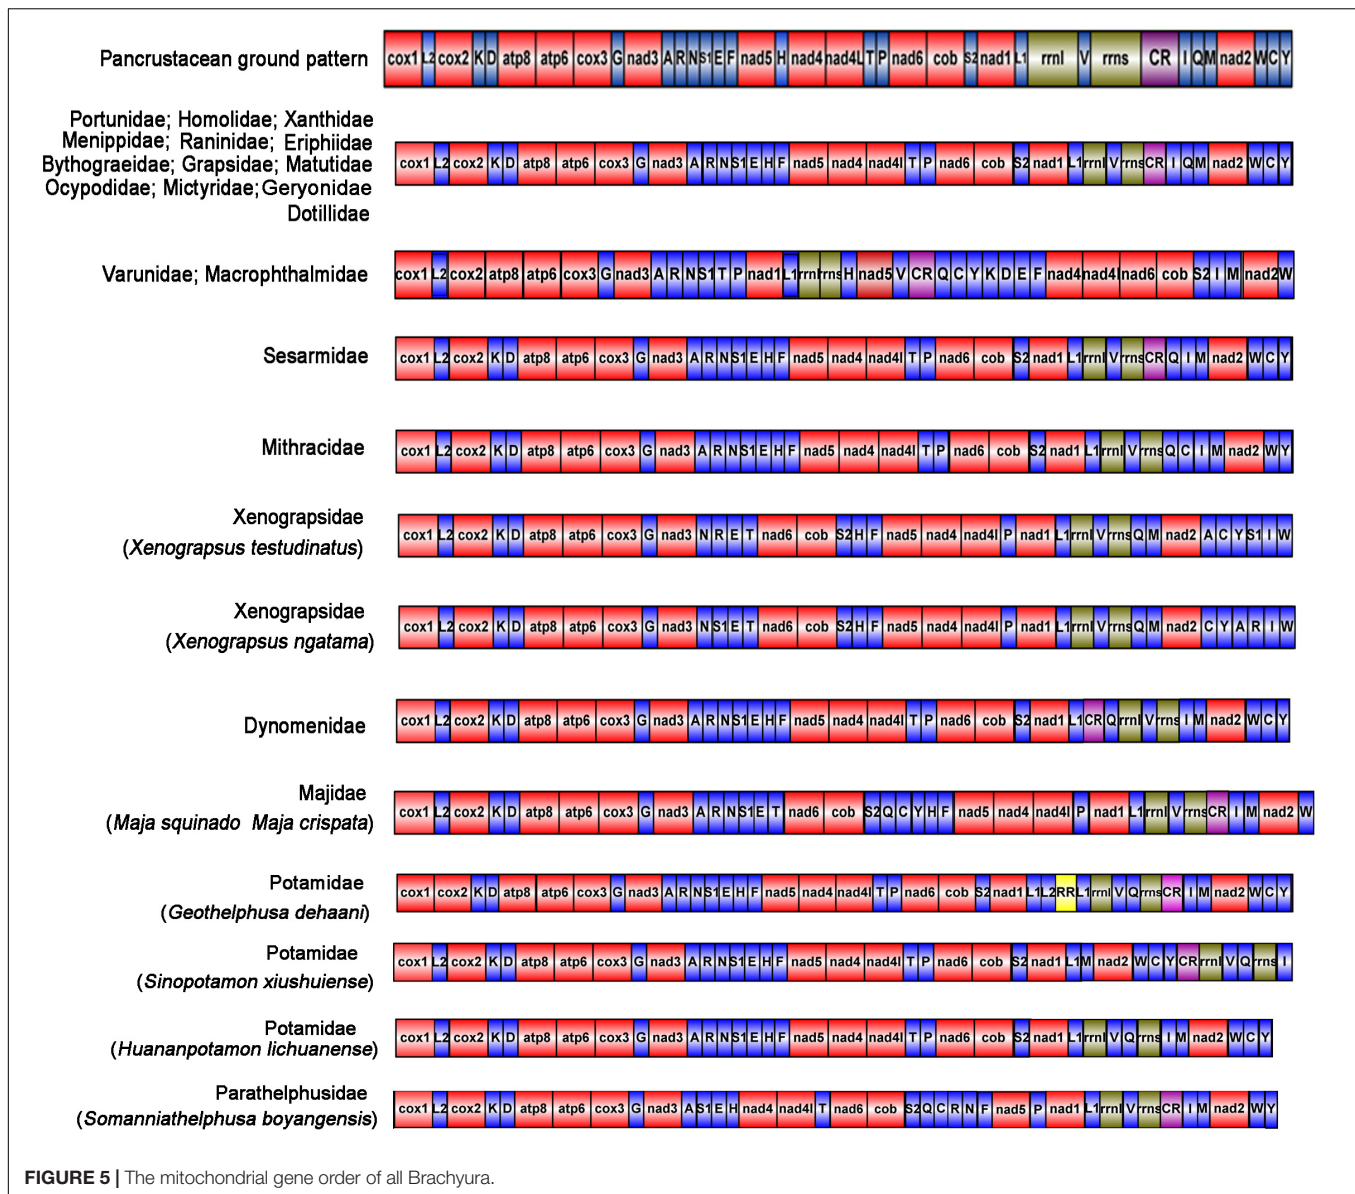 Pancrustacean ground pattern
cox1 L2 cox2 K D atp8 atp6 cox3 G nad3 A R N S1 E F nad5 H nad4 nad4L T P nad6 cob S2 nad1 L1 rrnl V rrns CR I Q M nad2 W C Y
Portunidae; Homolidae; Xanthidae
Menippidae; Raninidae; Eriphiidae
Bythograeidae; Grapsidae; Matutidae
Ocypodidae; Mictyridae; Geryonidae
Dotillidae
cox1 L2 cox2 K D atp8 atp6 cox3 G nad3 A R N S1 E H F nad5 nad4 nad4l T P nad6 cob S2 nad1 L1 rrnl V rrns CR I Q M nad2 W C Y
Varunidae; Macrophthalmidae
cox1 L2 cox2 atp8 atp6 cox3 G nad3 A R N S1 T P nad1 L1 rrnl rrns H nad5 V CR Q C Y K D E F nad4 nad4l nad6 cob S2 I M nad2 W
Sesarmidae
cox1 L2 cox2 K D atp8 atp6 cox3 G nad3 A R N S1 E H F nad5 nad4 nad4l T P nad6 cob S2 nad1 L1 rrnl V rrns CR Q I M nad2 W C Y
Mithracidae
cox1 L2 cox2 K D atp8 atp6 cox3 G nad3 A R N S1 E H F nad5 nad4 nad4l T P nad6 cob S2 nad1 L1 rrnl V rrns Q C I M nad2 W Y
Xenograpsidae
(Xenograpsus testudinatus)
cox1 L2 cox2 K D atp8 atp6 cox3 G nad3 N R E T nad6 cob S2 H F nad5 nad4 nad4l P nad1 L1 rrnl V rrns Q M nad2 A C Y S1 I W
Xenograpsidae
(Xenograpsus ngatama)
cox1 L2 cox2 K D atp8 atp6 cox3 G nad3 N S1 E T nad6 cob S2 H F nad5 nad4 nad4l P nad1 L1 rrnl V rrns Q M nad2 C Y A R I W
Dynomenidae
cox1 L2 cox2 K D atp8 atp6 cox3 G nad3 A R N S1 E H F nad5 nad4 nad4l T P nad6 cob S2 nad1 L1 CR Q rrnl V rrns I M nad2 W C Y
Majidae
(Maja squinado Maja crispata)
cox1 L2 cox2 K D atp8 atp6 cox3 G nad3 A R N S1 E T nad6 cob S2 Q C Y H F nad5 nad4 nad4l P nad1 L1 rrnl V rrns CR I M nad2 W
Potamidae
(Geothelphusa dehaani)
cox1 cox2 K D atp8 atp6 cox3 G nad3 A R N S1 E H F nad5 nad4 nad4l T P nad6 cob S2 nad1 L1 L2 RR L1 rrnl V Q rrns CR I M nad2 W C Y
Potamidae
(Sinopotamon xiushuiense)
cox1 L2 cox2 K D atp8 atp6 cox3 G nad3 A R N S1 E H F nad5 nad4 nad4l T P nad6 cob S2 nad1 L1 M nad2 W C Y CR rrnl V Q rrns I
Potamidae
(Huananpotamon lichuanense)
cox1 L2 cox2 K D atp8 atp6 cox3 G nad3 A R N S1 E H F nad5 nad4 nad4l T P nad6 cob S2 nad1 L1 rrnl V Q rrns I M nad2 W C Y
Parathelphusidae
(Somanniathelphusa boyangensis)
cox1 L2 cox2 K D atp8 atp6 cox3 G nad3 A S1 E H nad4 nad4l T nad6 cob S2 Q C R N F nad5 P nad1 L1 rrnl V rrns CR I M nad2 W Y
FIGURE 5 | The mitochondrial gene order of all Brachyura.